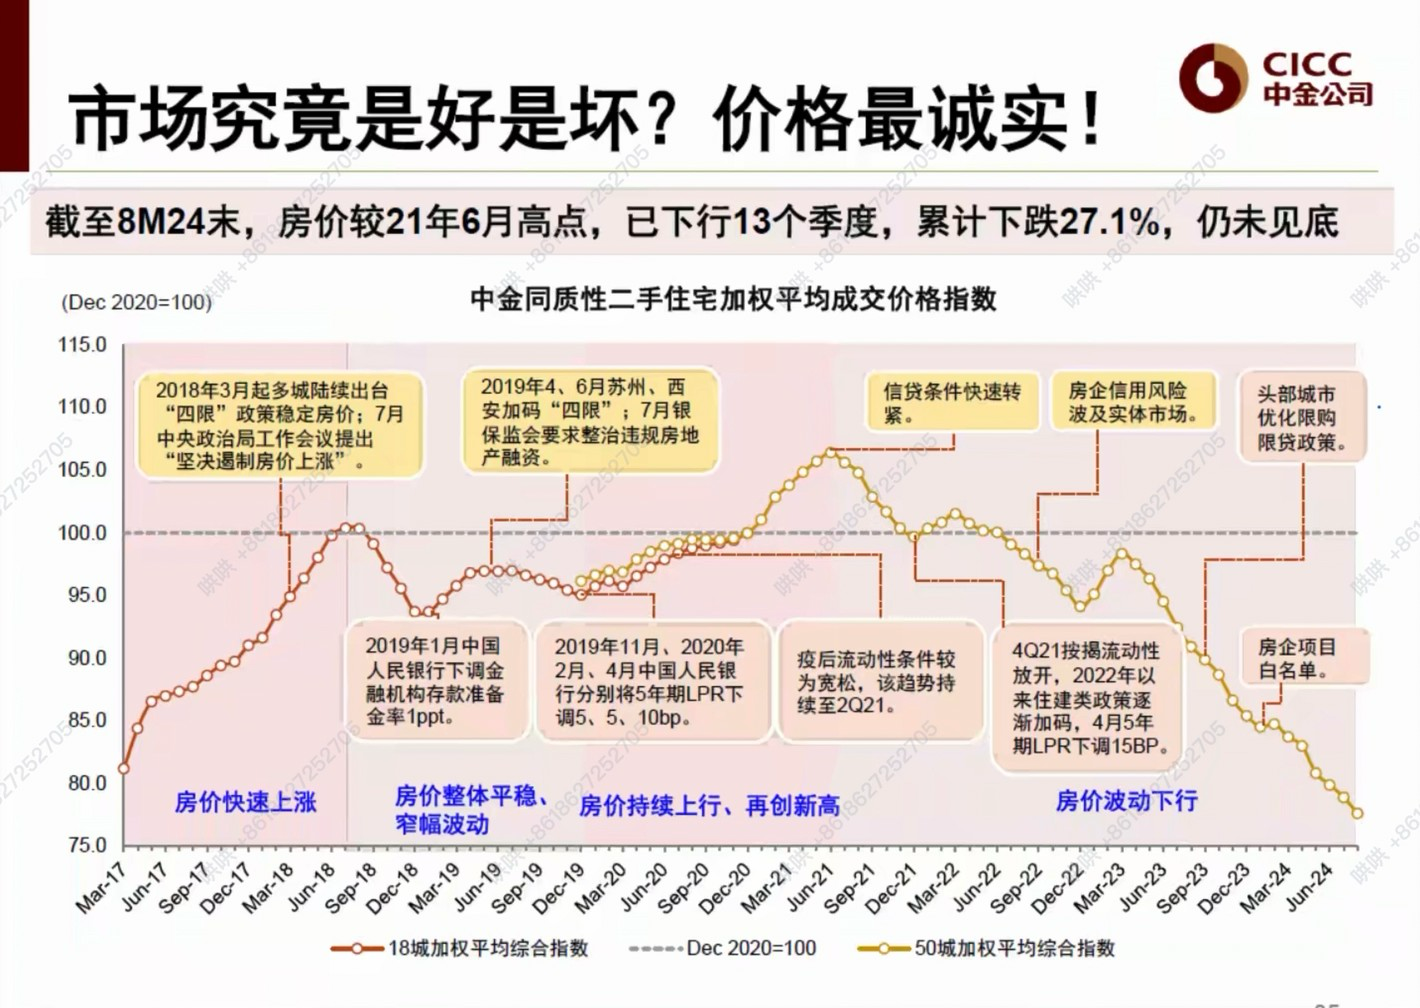 CICC
中金公司
市场究竟是好是坏？价格最诚实！
截至8M24末，房价较21年6月高点，已下行13个季度，累计下跌27.1%，仍未见底
(Dec 2020=100)
中金同质性二手住宅加权平均成交价格指数
115.0
110.0
105.0
100.0
95.0
90.0
85.0
80.0
75.0
2018年3月起多城陆续出台
“四限”政策稳定房价；7月
中央政治局工作会议提出
“坚决遏制房价上涨”。
2019年4、6月苏州、西
安加码“四限”；7月银
保监会要求整治违规房地
产融资。
信贷条件快速转
紧。
房企信用风险
波及实体市场。
头部城市
优化限购
限贷政策。
2019年1月中国
人民银行下调金
融机构存款准备
金率1ppt。
2019年11月、2020年
2月、4月中国人民银
行分别将5年期LPR下
调5、5、10bp。
疫后流动性条件较
为宽松，该趋势持
续至2Q21。
4Q21按揭流动性
放开，2022年以
来住建类政策逐
渐加码，4月5年
期LPR下调15BP。
房企项目
白名单。
房价快速上涨
房价整体平稳、
窄幅波动
房价持续上行、再创新高
房价波动下行
Mar-17
Jun-17
Sep-17
Dec-17
Mar-18
Jun-18
Sep-18
Dec-18
Mar-19
Jun-19
Sep-19
Dec-19
Mar-20
Jun-20
Sep-20
Dec-20
Mar-21
Jun-21
Sep-21
Dec-21
Mar-22
Jun-22
Sep-22
Dec-22
Mar-23
Jun-23
Sep-23
Dec-23
Mar-24
Jun-24
18城加权平均综合指数
Dec 2020=100
50城加权平均综合指数
哄哄 +8618627252705